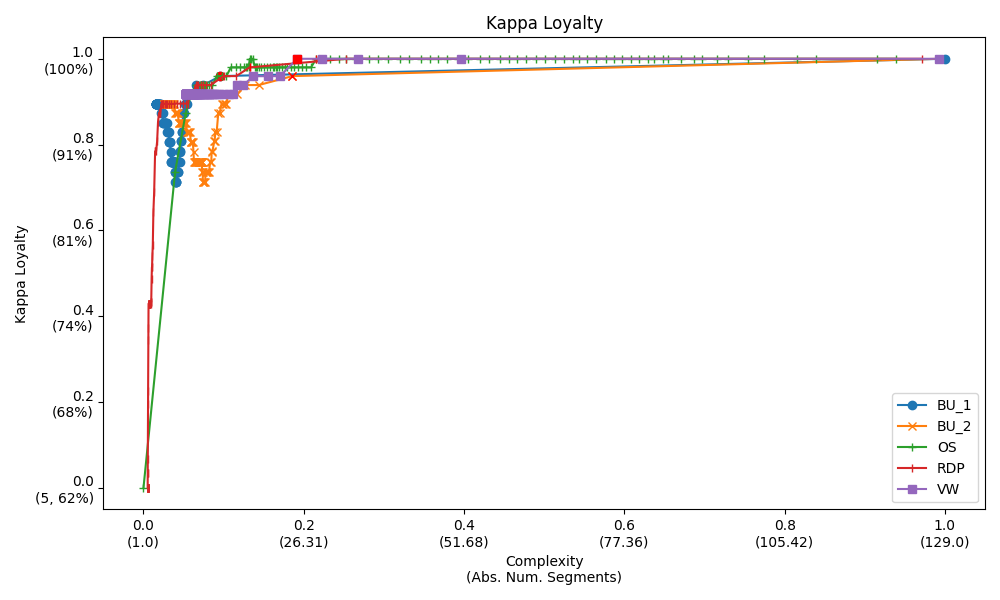 Kappa Loyalty
1.0
(100%)
0.8
(91%)
0.6
(81%)
0.4
(74%)
0.2
(68%)
0.0
(5, 62%)
Kappa Loyalty
BU_1
BU_2
OS
RDP
VW
0.0 0.2 0.4 0.6 0.8 1.0
(1.0) (26.31) (51.68) (77.36) (105.42) (129.0)
Complexity
(Abs. Num. Segments)